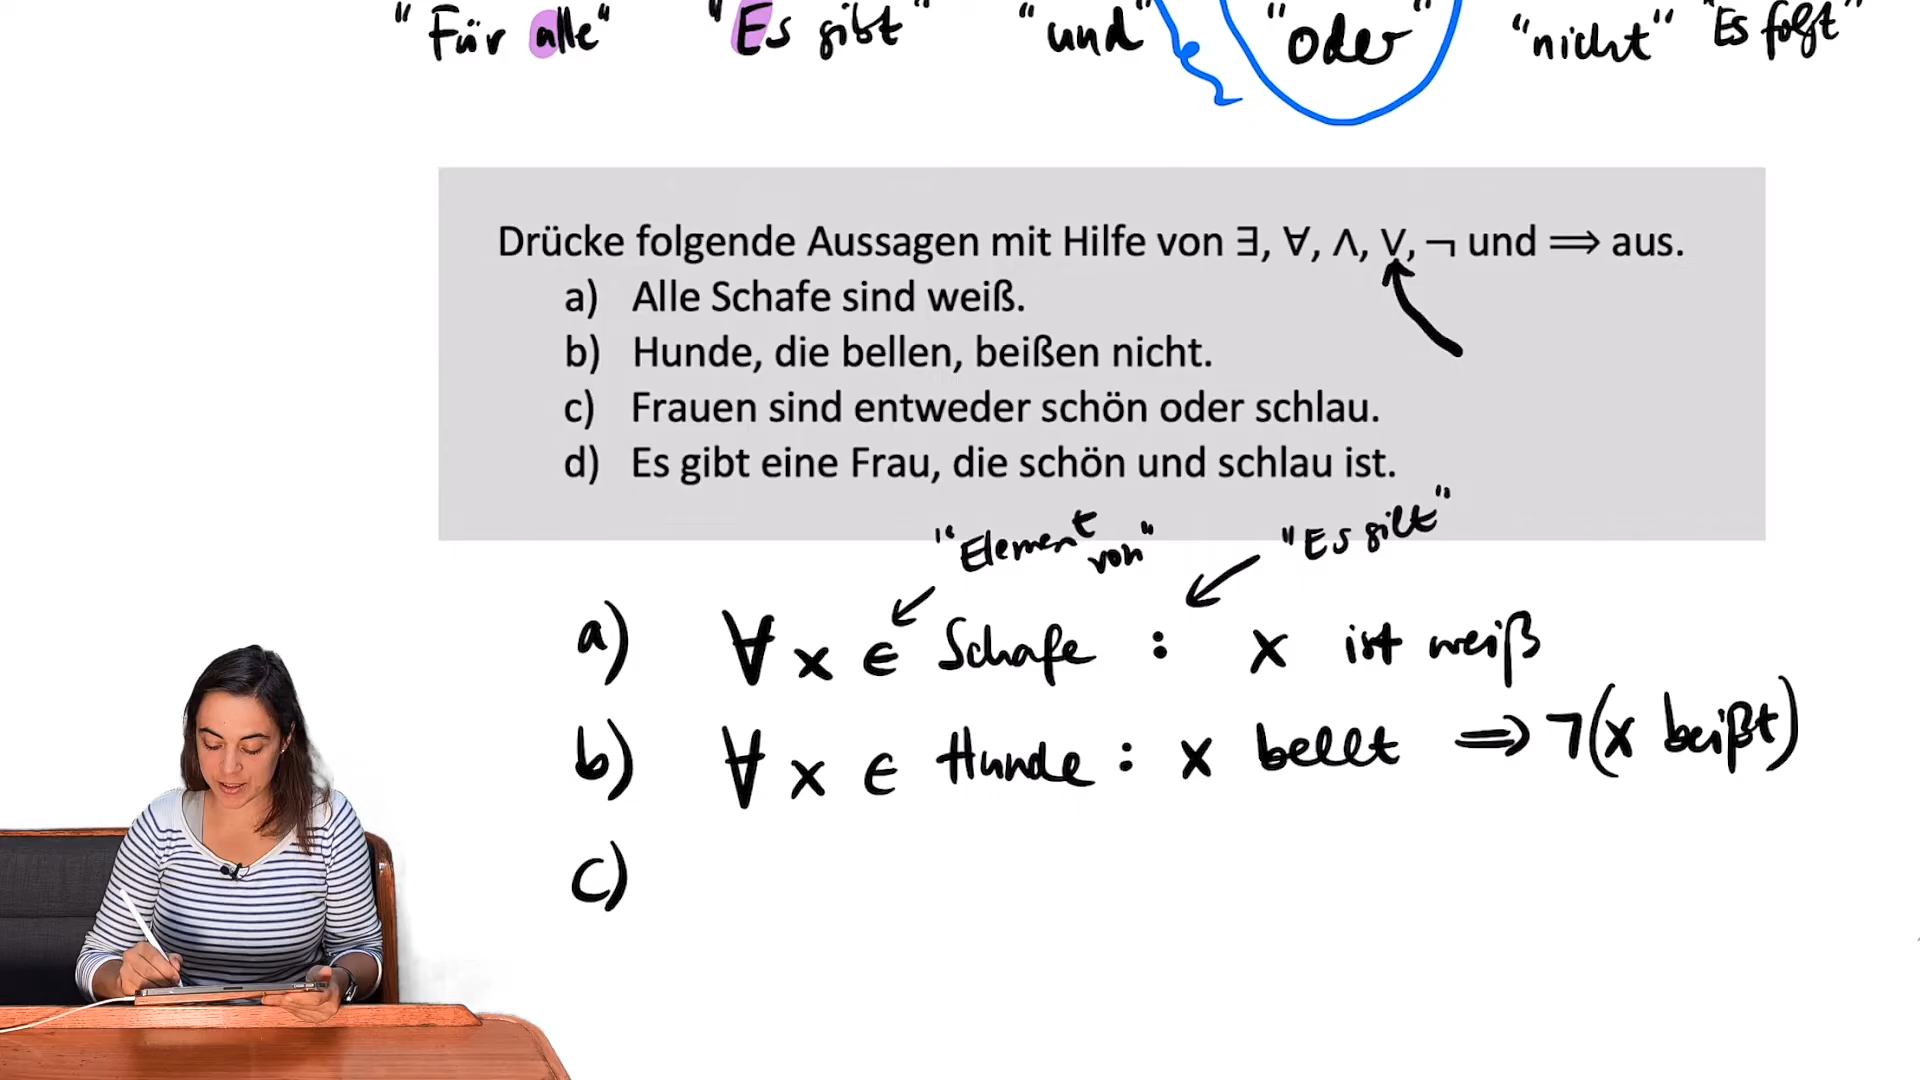 "Für alle" "Es gibt" "und" "oder" "nicht" "Es folgt"
Drücke folgende Aussagen mit Hilfe von ∃, ∀, ∧, ∨, ¬ und ⟹ aus.
a) Alle Schafe sind weiß.
b) Hunde, die bellen, beißen nicht.
c) Frauen sind entweder schön oder schlau.
d) Es gibt eine Frau, die schön und schlau ist.
"Element von" "Es gilt"
a) ∀ x ∈ Schafe : x ist weiß
b) ∀ x ∈ Hunde : x bellt ⟹ ¬(x beißt)
c)